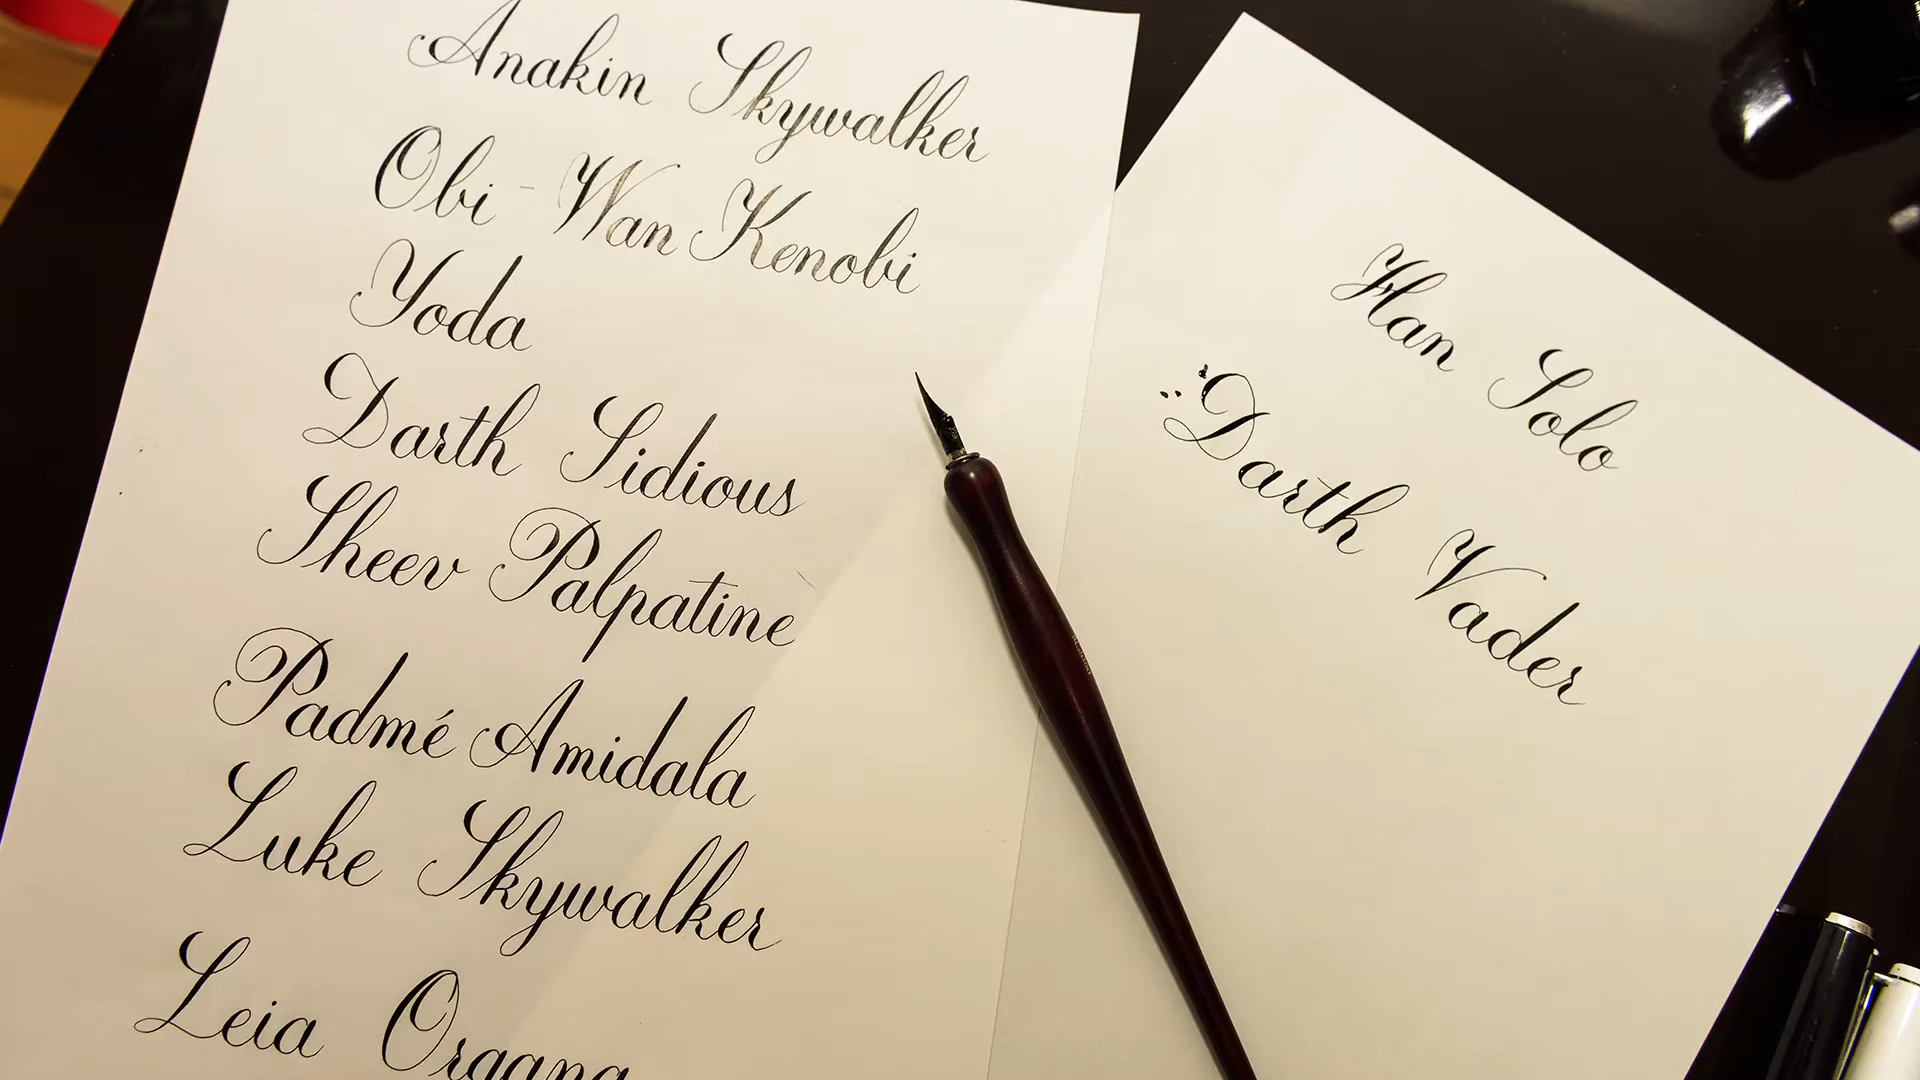 Anakin Skywalker
Obi-Wan Kenobi
Yoda
Darth Sidious
Sheev Palpatine
Padmé Amidala
Luke Skywalker
Leia Organa
Han Solo
Darth Vader